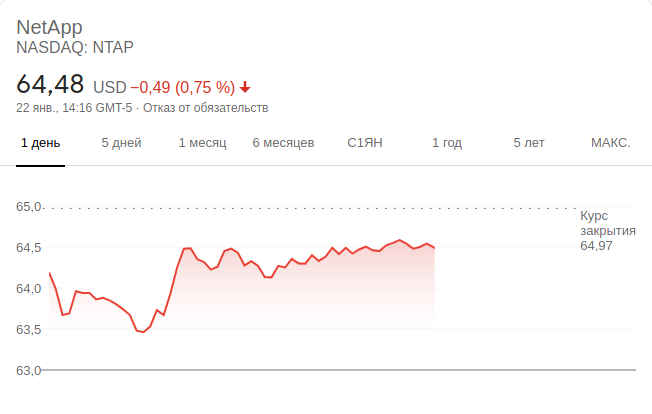 NetApp
NASDAQ: NTAP
64,48 USD −0,49 (0,75 %)
22 янв., 14:16 GMT-5 · Отказ от обязательств
1 день 5 дней 1 месяц 6 месяцев С1ЯН 1 год 5 лет МАКС.
65,0
Курс
закрытия
64,97
64,5
64,0
63,5
63,0